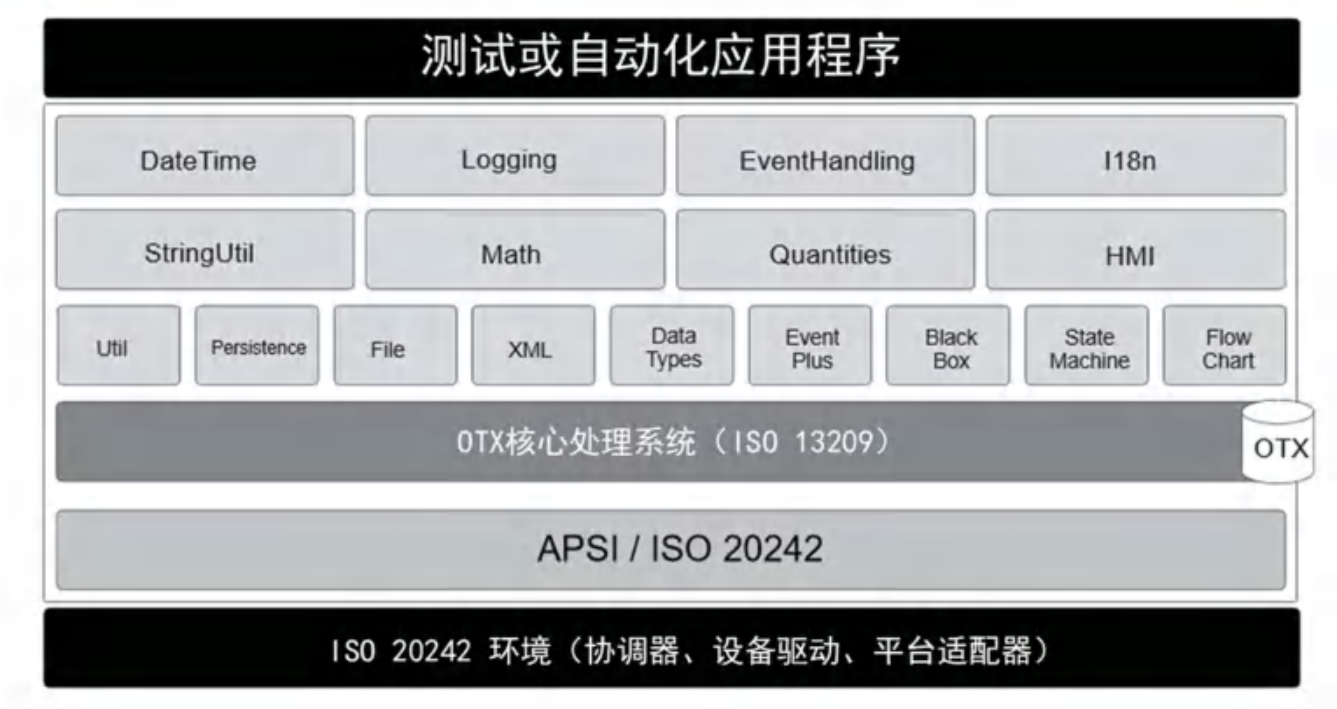 测试或自动化应用程序
DateTime
Logging
EventHandling
I18n
StringUtil
Math
Quantities
HMI
Util
Persistence
File
XML
Data
Types
Event
Plus
Black
Box
State
Machine
Flow
Chart
OTX核心处理系统（ISO 13209）
OTX
APSI / ISO 20242
ISO 20242 环境（协调器、设备驱动、平台适配器）